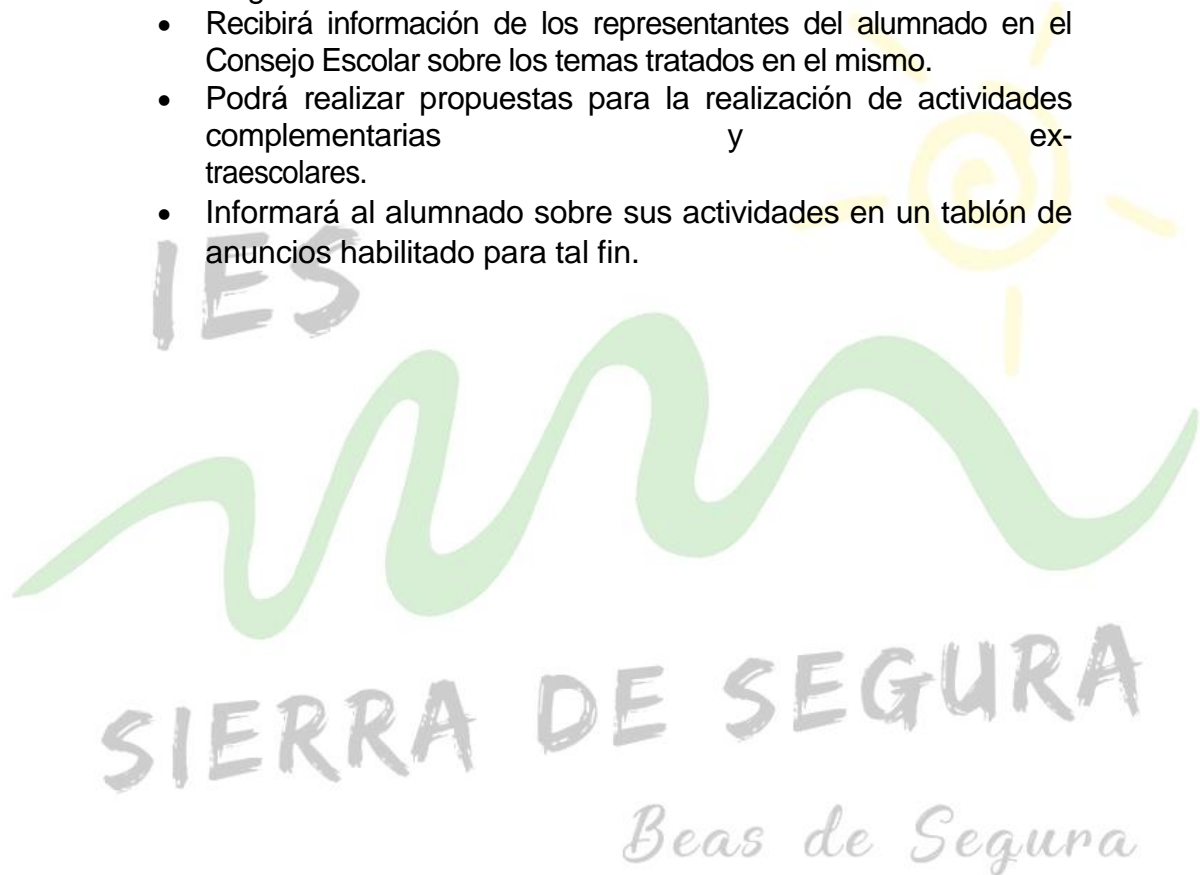 • Recibirá información de los representantes del alumnado en el
Consejo Escolar sobre los temas tratados en el mismo.
• Podrá realizar propuestas para la realización de actividades
complementarias y ex-
traescolares.
• Informará al alumnado sobre sus actividades en un tablón de
anuncios habilitado para tal fin.
IES
SIERRA DE SEGURA
Beas de Segura